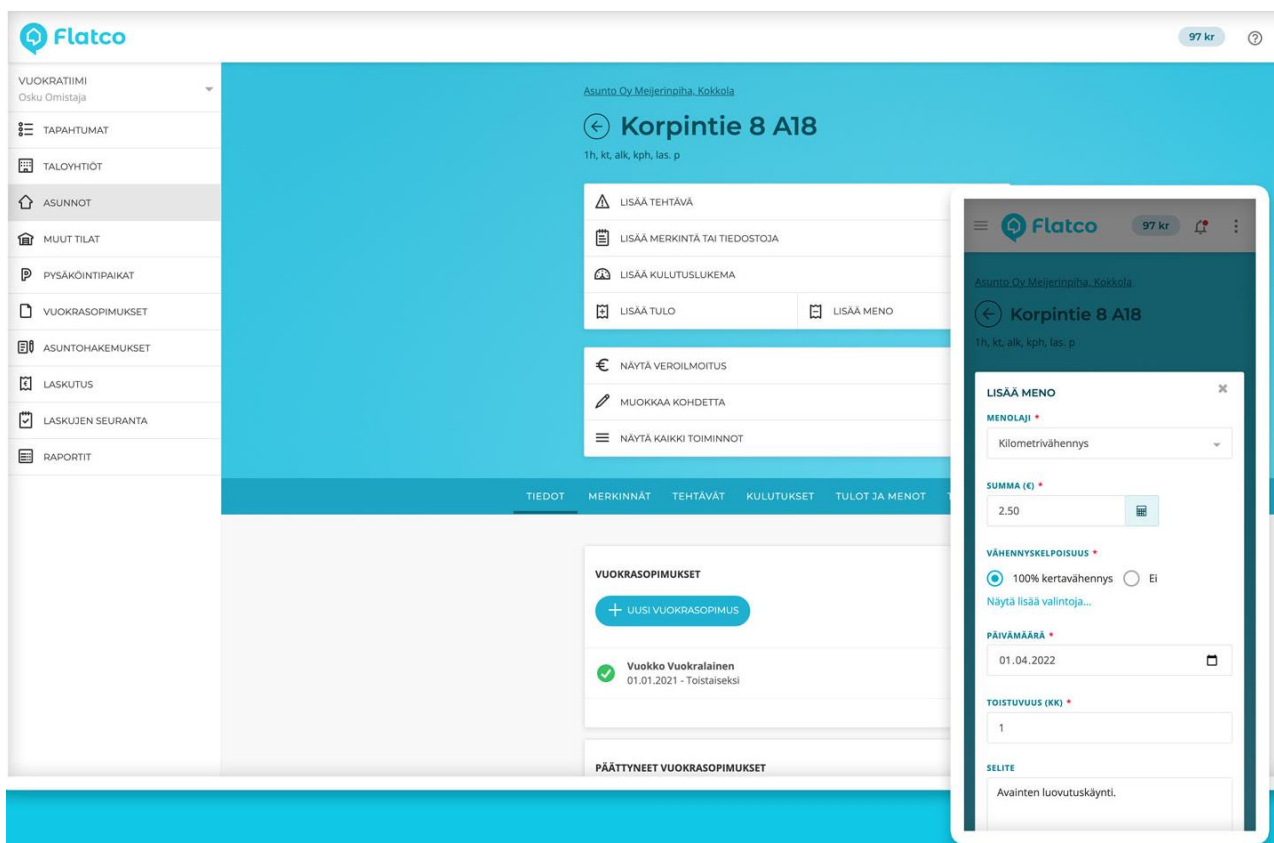 Flatco
97 kr
VUOKRATIIMI
Osku Omistaja
TAPAHTUMAT
TALOYHTIÖT
ASUNNOT
MUUT TILAT
PYSÄKÖINTIPAIKAT
VUOKRASOPIMUKSET
ASUNTOHAKEMUKSET
LASKUTUS
LASKUJEN SEURANTA
RAPORTIT
Asunto Oy Meijerinpiha, Kokkola
Korpintie 8 A18
1h, kt, alk, kph, las. p
LISÄÄ TEHTÄVÄ
LISÄÄ MERKINTÄ TAI TIEDOSTOJA
LISÄÄ KULUTUSLUKEMA
LISÄÄ TULO LISÄÄ MENO
NÄYTÄ VEROILMOITUS
MUOKKAA KOHDETTA
NÄYTÄ KAIKKI TOIMINNOT
TIEDOT MERKINNÄT TEHTÄVÄT KULUTUKSET TULOT JA MENOT
VUOKRASOPIMUKSET
UUSI VUOKRASOPIMUS
Vuokko Vuokralainen
01.01.2021 - Toistaiseksi
PÄÄTTYNEET VUOKRASOPIMUKSET
Flatco 97 kr
Asunto Oy Meijerinpiha, Kokkola
Korpintie 8 A18
1h, kt, alk, kph, las. p
LISÄÄ MENO
MENOLAJI *
Kilometrivähennys
SUMMA (€) *
2.50
VÄHENNYSKELPOISUUS *
100% kertavähennys Ei
Näytä lisää valintoja...
PÄIVÄMÄÄRÄ *
01.04.2022
TOISTUVUUS (KK) *
1
SELITE
Avainten luovutuskäynti.